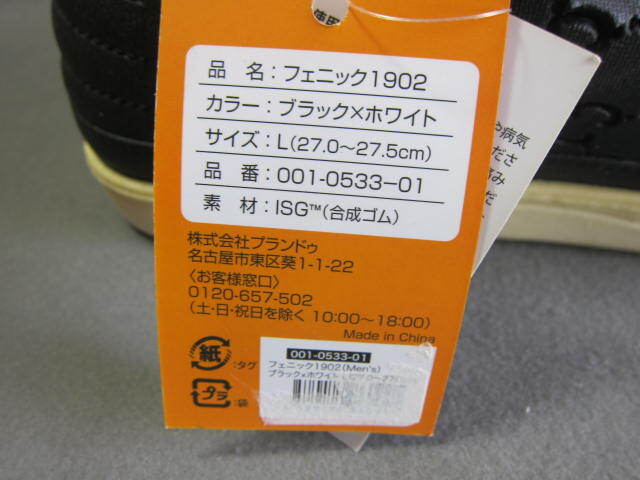 品 名：フェニック1902
カラー：ブラック×ホワイト
サイズ：L(27.0〜27.5cm)
品 番：001-0533-01
素 材：ISG™(合成ゴム)
株式会社ブランドゥ
名古屋市東区葵1-1-22
〈お客様窓口〉
0120-657-502
(土・日・祝日を除く 10:00〜18:00)
Made in China
紙：タグ
プラ：袋
001-0533-01
フェニック1902(Men's)
ブラック×ホワイト
病気
ださ